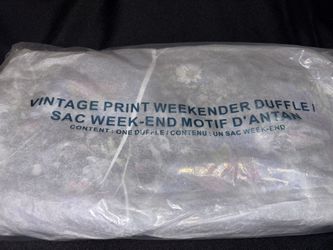 VINTAGE PRINT WEEKENDER DUFFLE /
SAC WEEK-END MOTIF D'ANTAN
CONTENT : ONE DUFFLE / CONTENU : UN SAC WEEK-END